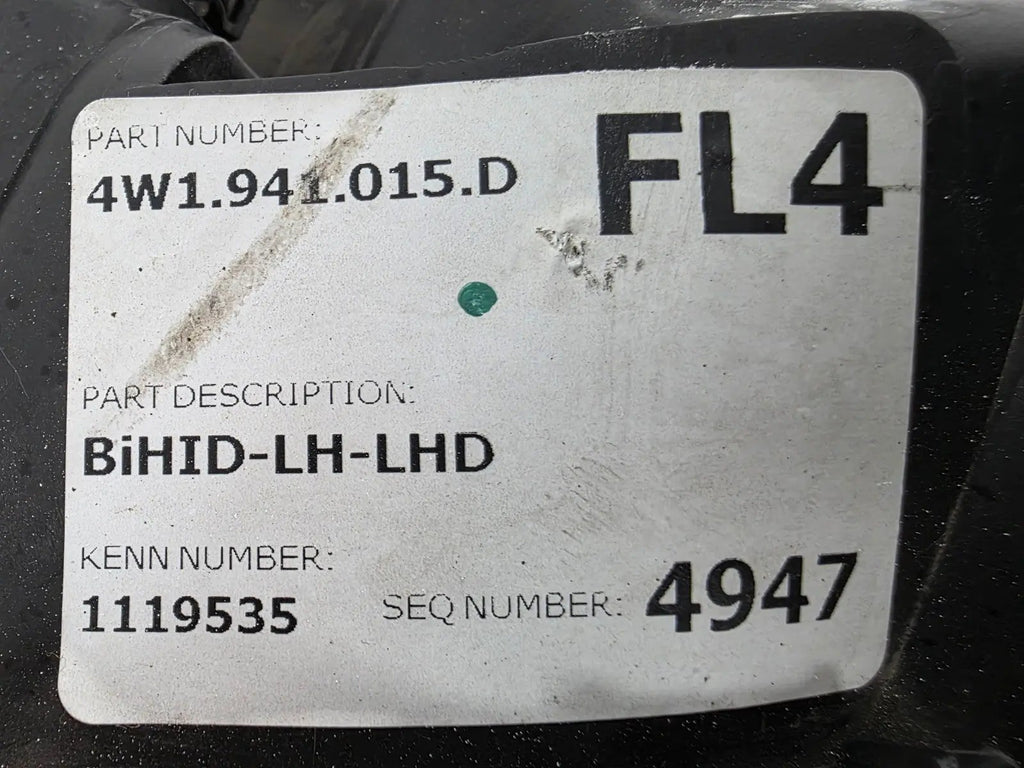 PART NUMBER:
4W1.941.015.D
FL4
PART DESCRIPTION:
BiHID-LH-LHD
KENN NUMBER:
1119535
SEQ NUMBER: 4947